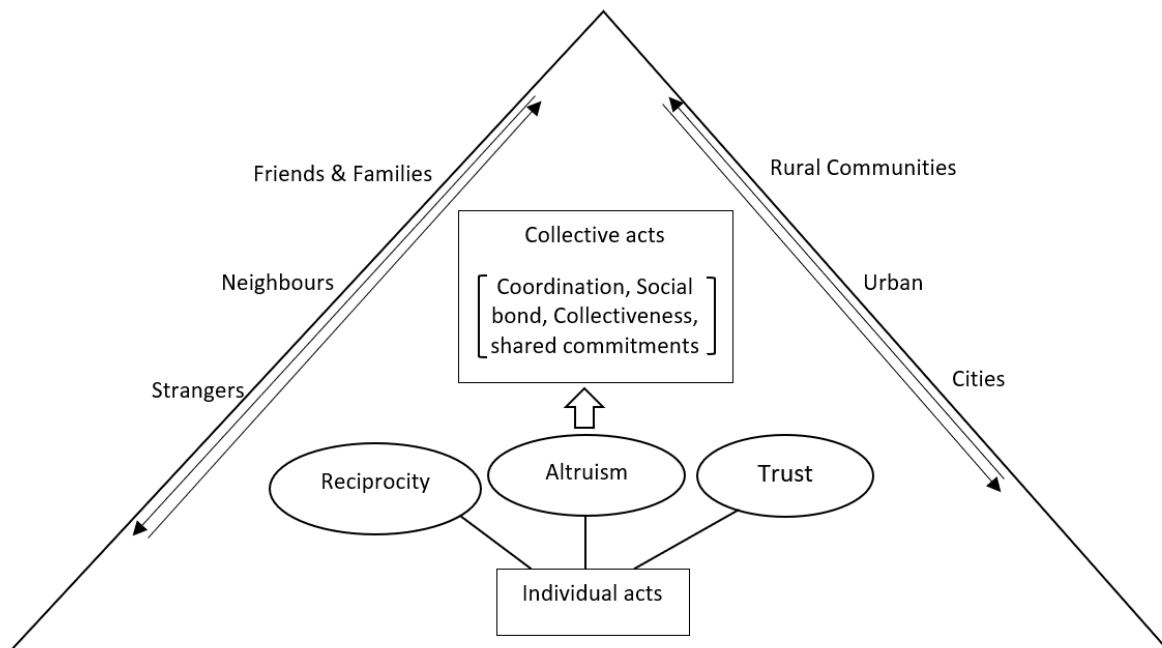 Friends & Families
Rural Communities
Collective acts
Neighbours
Urban
Coordination, Social
bond, Collectiveness,
shared commitments
Strangers
Cities
Reciprocity
Altruism
Trust
Individual acts